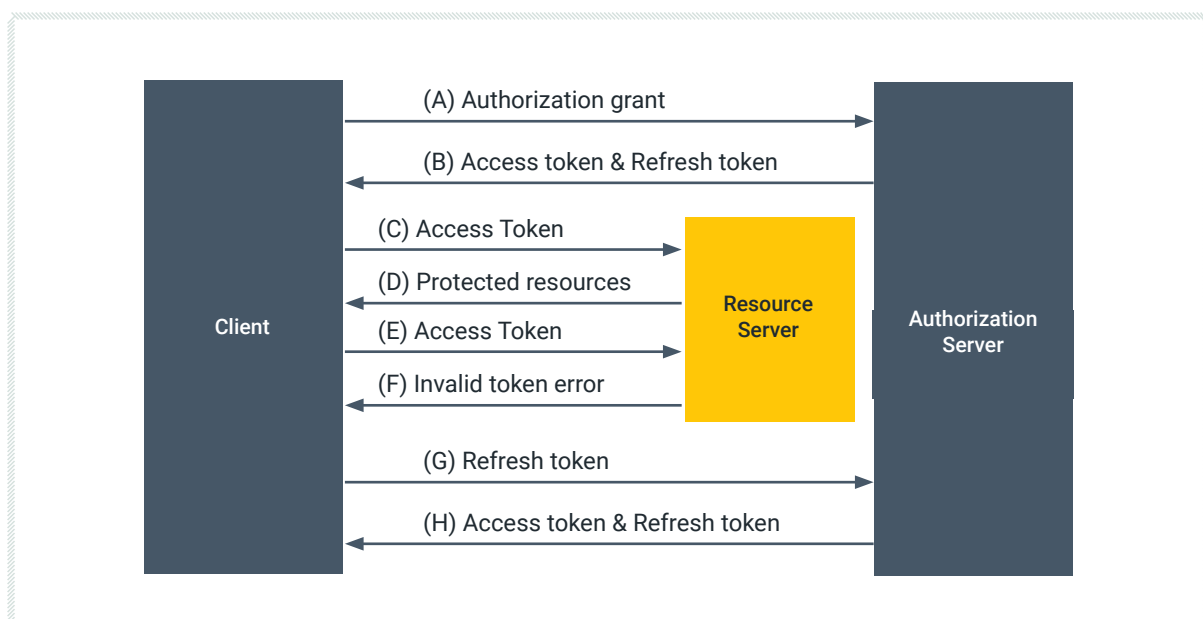 (A) Authorization grant
(B) Access token & Refresh token
(C) Access Token
(D) Protected resources
Client
Resource
Server
Authorization
Server
(E) Access Token
(F) Invalid token error
(G) Refresh token
(H) Access token & Refresh token